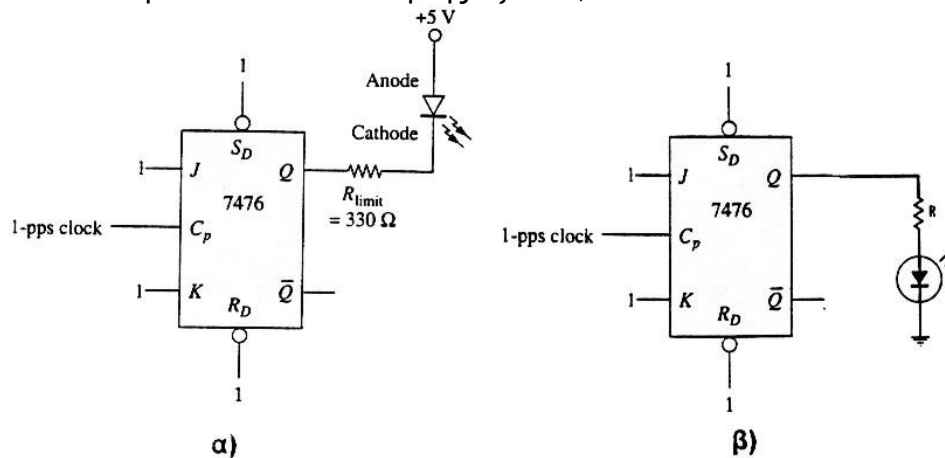 +5 V
1
Anode
Cathode
S_D
1 J Q
7476
R_limit
= 330 Ω
1-pps clock C_p
1 K Q̅
R_D
1
α)
1
S_D
1 J Q
7476
R
1-pps clock C_p
1 K Q̅
R_D
1
β)